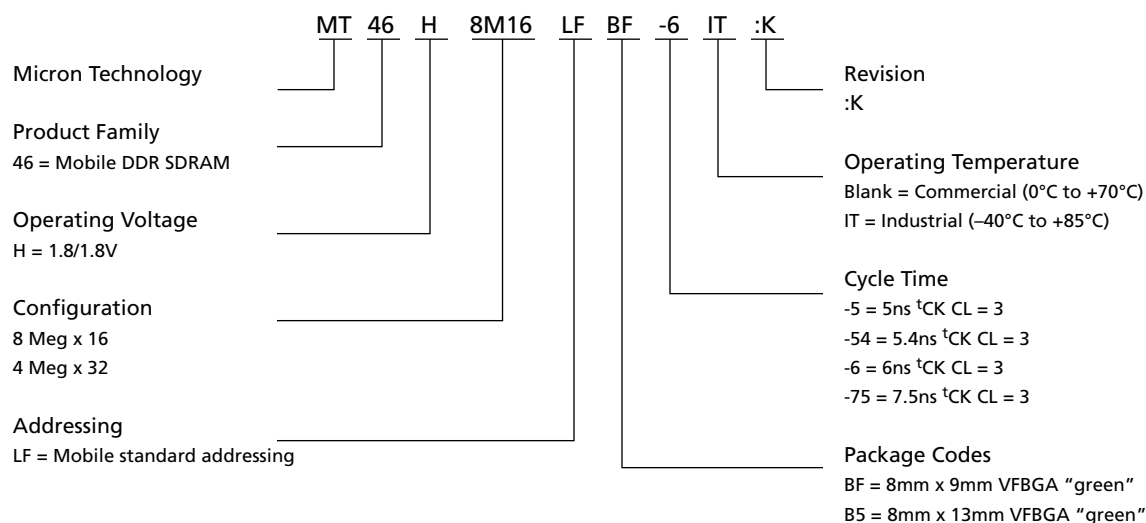 MT 46 H 8M16 LF BF -6 IT :K
Micron Technology
Product Family
46 = Mobile DDR SDRAM
Operating Voltage
H = 1.8/1.8V
Configuration
8 Meg x 16
4 Meg x 32
Addressing
LF = Mobile standard addressing
Revision
:K
Operating Temperature
Blank = Commercial (0°C to +70°C)
IT = Industrial (–40°C to +85°C)
Cycle Time
-5 = 5ns tCK CL = 3
-54 = 5.4ns tCK CL = 3
-6 = 6ns tCK CL = 3
-75 = 7.5ns tCK CL = 3
Package Codes
BF = 8mm x 9mm VFBGA “green”
B5 = 8mm x 13mm VFBGA “green”